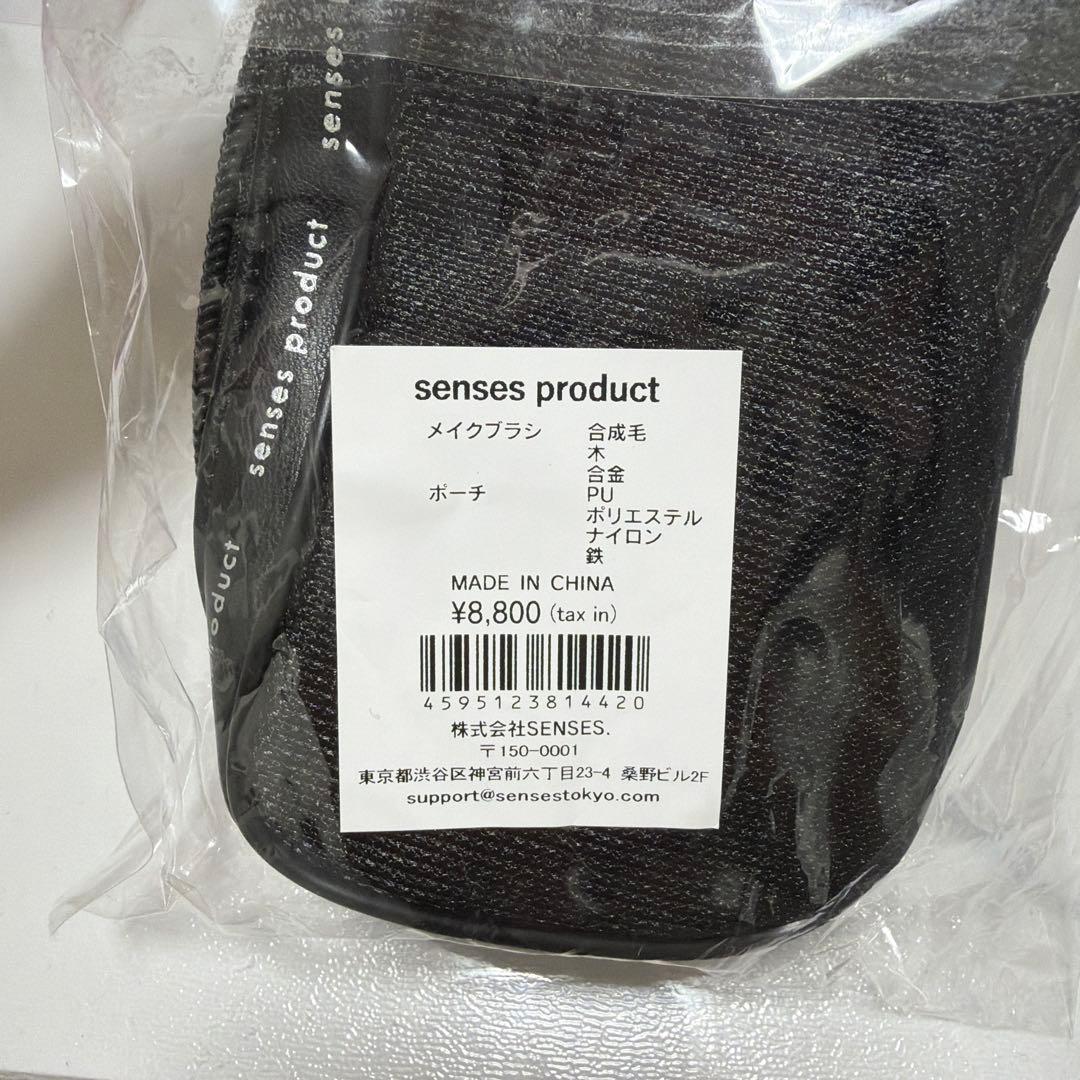 senses
senses product
oduct
senses product
メイクブラシ 合成毛
木
合金
ポーチ PU
ポリエステル
ナイロン
鉄
MADE IN CHINA
¥8,800 (tax in)
4595123814420
株式会社SENSES.
〒150-0001
東京都渋谷区神宮前六丁目23-4 桑野ビル2F
support@sensestokyo.com